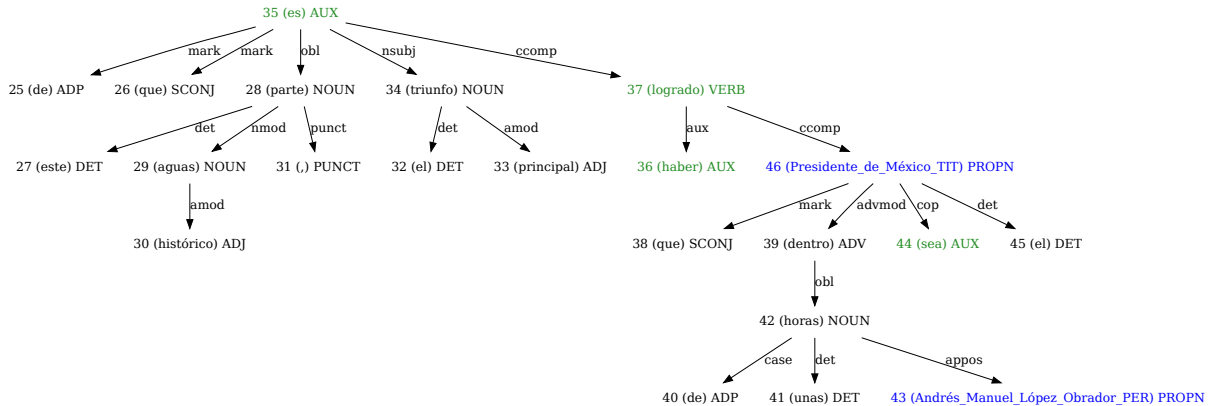 35 (es) AUX
mark mark obl nsubj ccomp
25 (de) ADP 26 (que) SCONJ 28 (parte) NOUN 34 (triunfo) NOUN 37 (logrado) VERB
det nmod punct det amod aux ccomp
27 (este) DET 29 (aguas) NOUN 31 (,) PUNCT 32 (el) DET 33 (principal) ADJ 36 (haber) AUX 46 (Presidente_de_México_TIT) PROPN
amod mark advmod cop det
30 (histórico) ADJ 38 (que) SCONJ 39 (dentro) ADV 44 (sea) AUX 45 (el) DET
obl
42 (horas) NOUN
case det appos
40 (de) ADP 41 (unas) DET 43 (Andrés_Manuel_López_Obrador_PER) PROPN